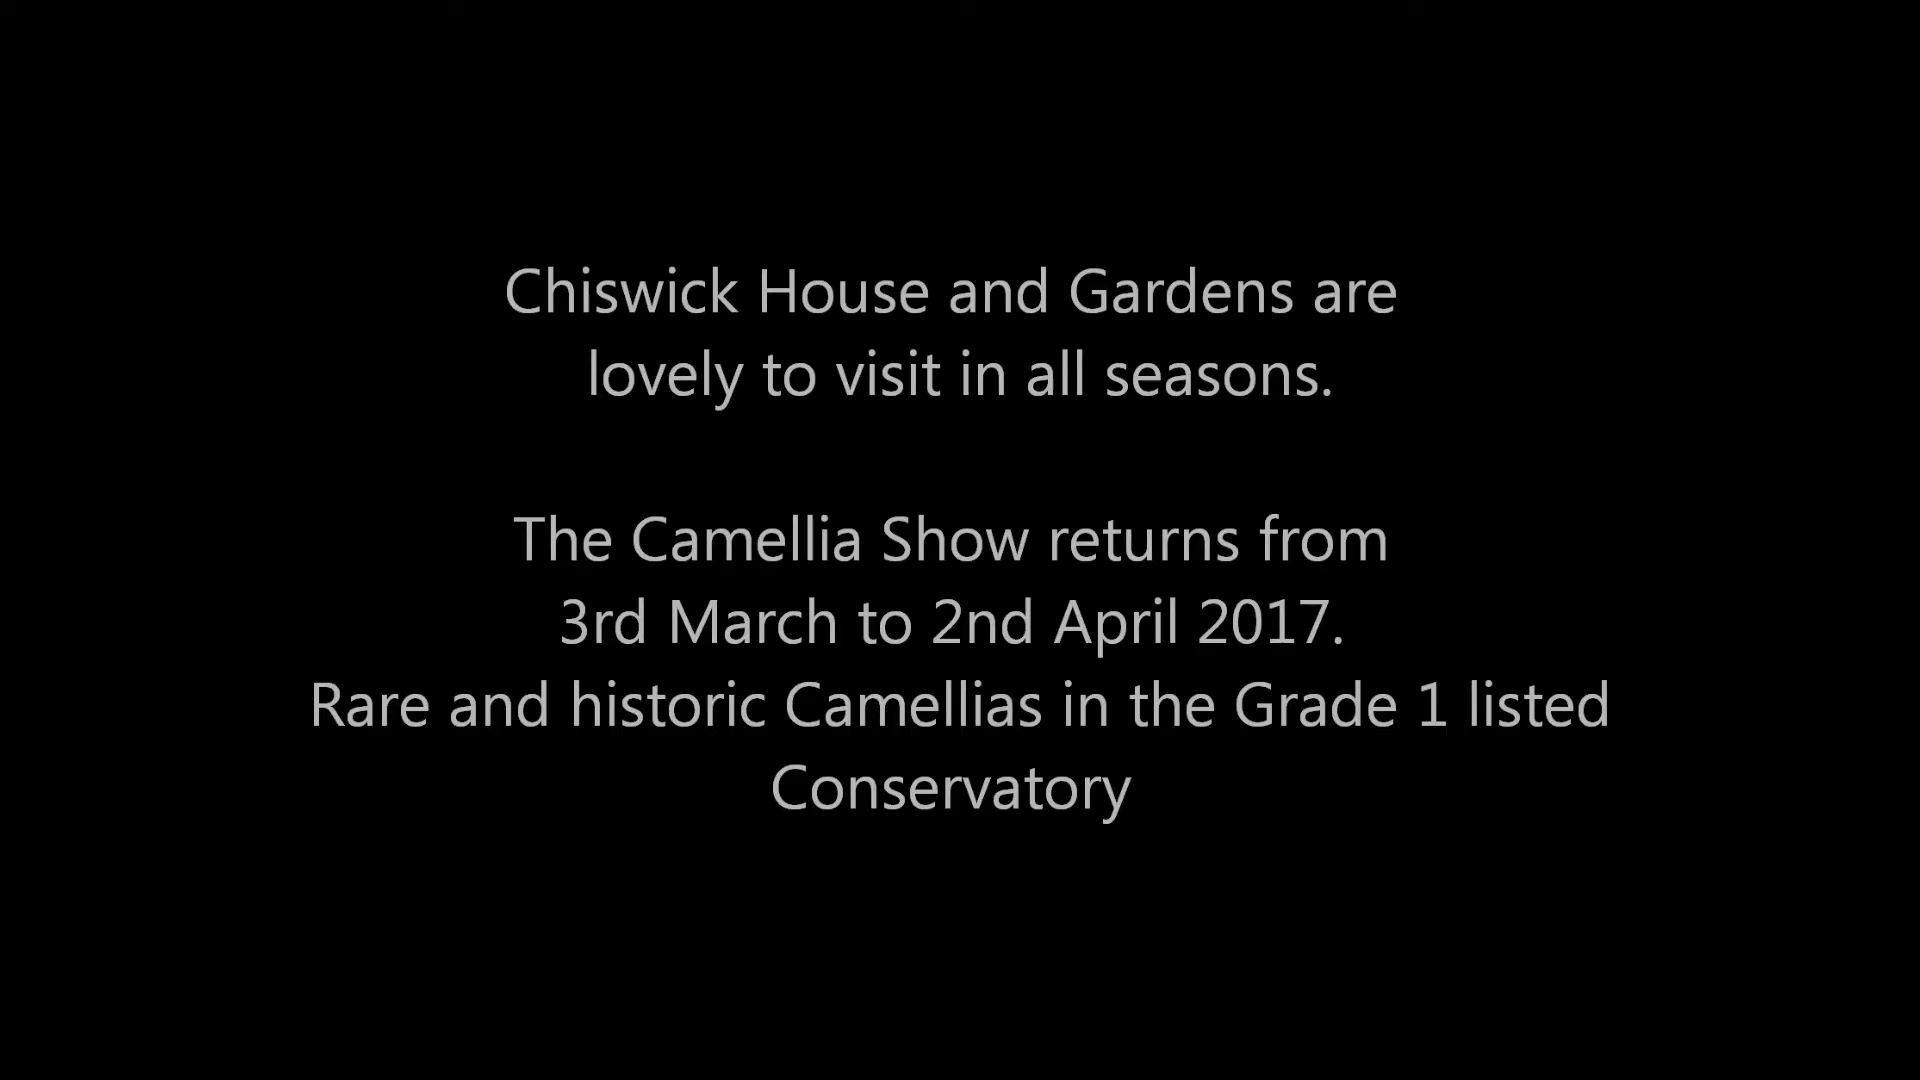 Chiswick House and Gardens are
lovely to visit in all seasons.
The Camellia Show returns from
3rd March to 2nd April 2017.
Rare and historic Camellias in the Grade 1 listed
Conservatory